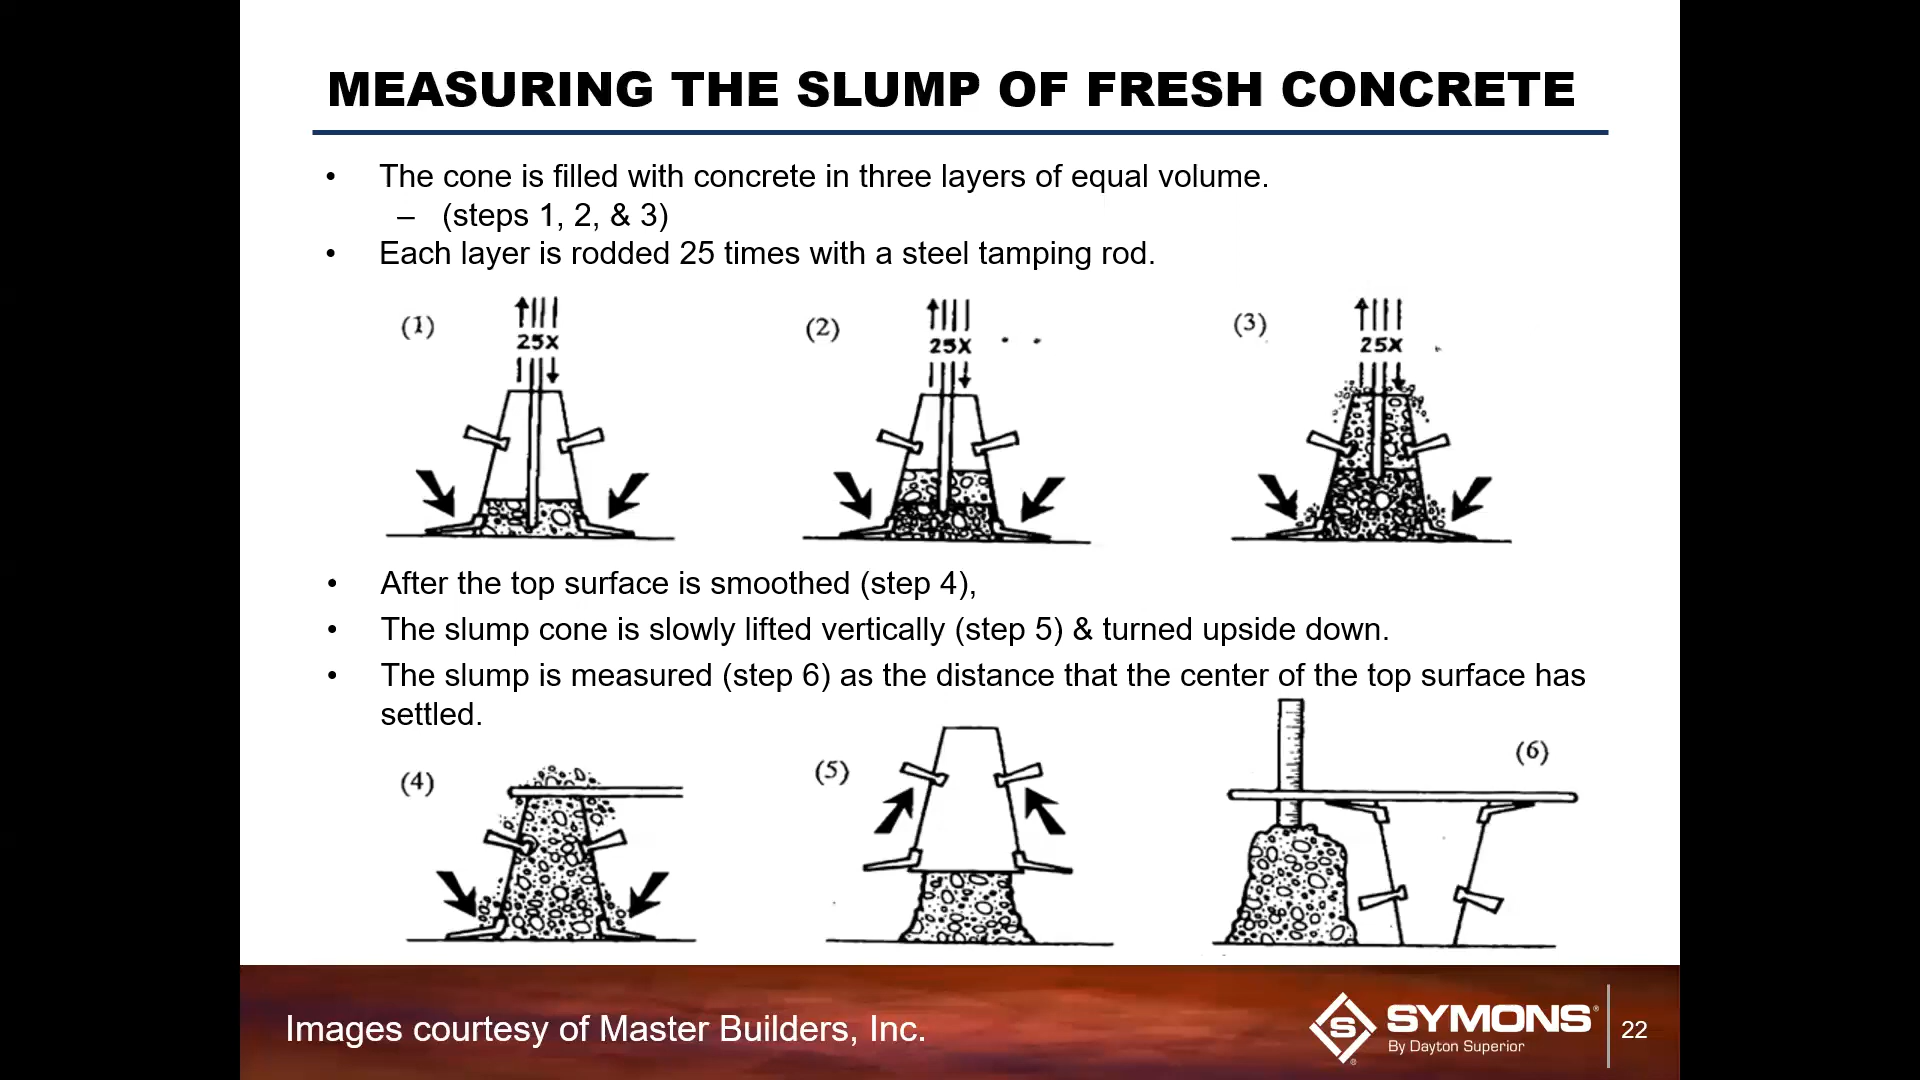 MEASURING THE SLUMP OF FRESH CONCRETE
• The cone is filled with concrete in three layers of equal volume.
– (steps 1, 2, & 3)
• Each layer is rodded 25 times with a steel tamping rod.
(1)
25X
(2)
25X
(3)
25X
• After the top surface is smoothed (step 4),
• The slump cone is slowly lifted vertically (step 5) & turned upside down.
• The slump is measured (step 6) as the distance that the center of the top surface has
settled.
(4)
(5)
(6)
Images courtesy of Master Builders, Inc.
S
SYMONS®
By Dayton Superior
22